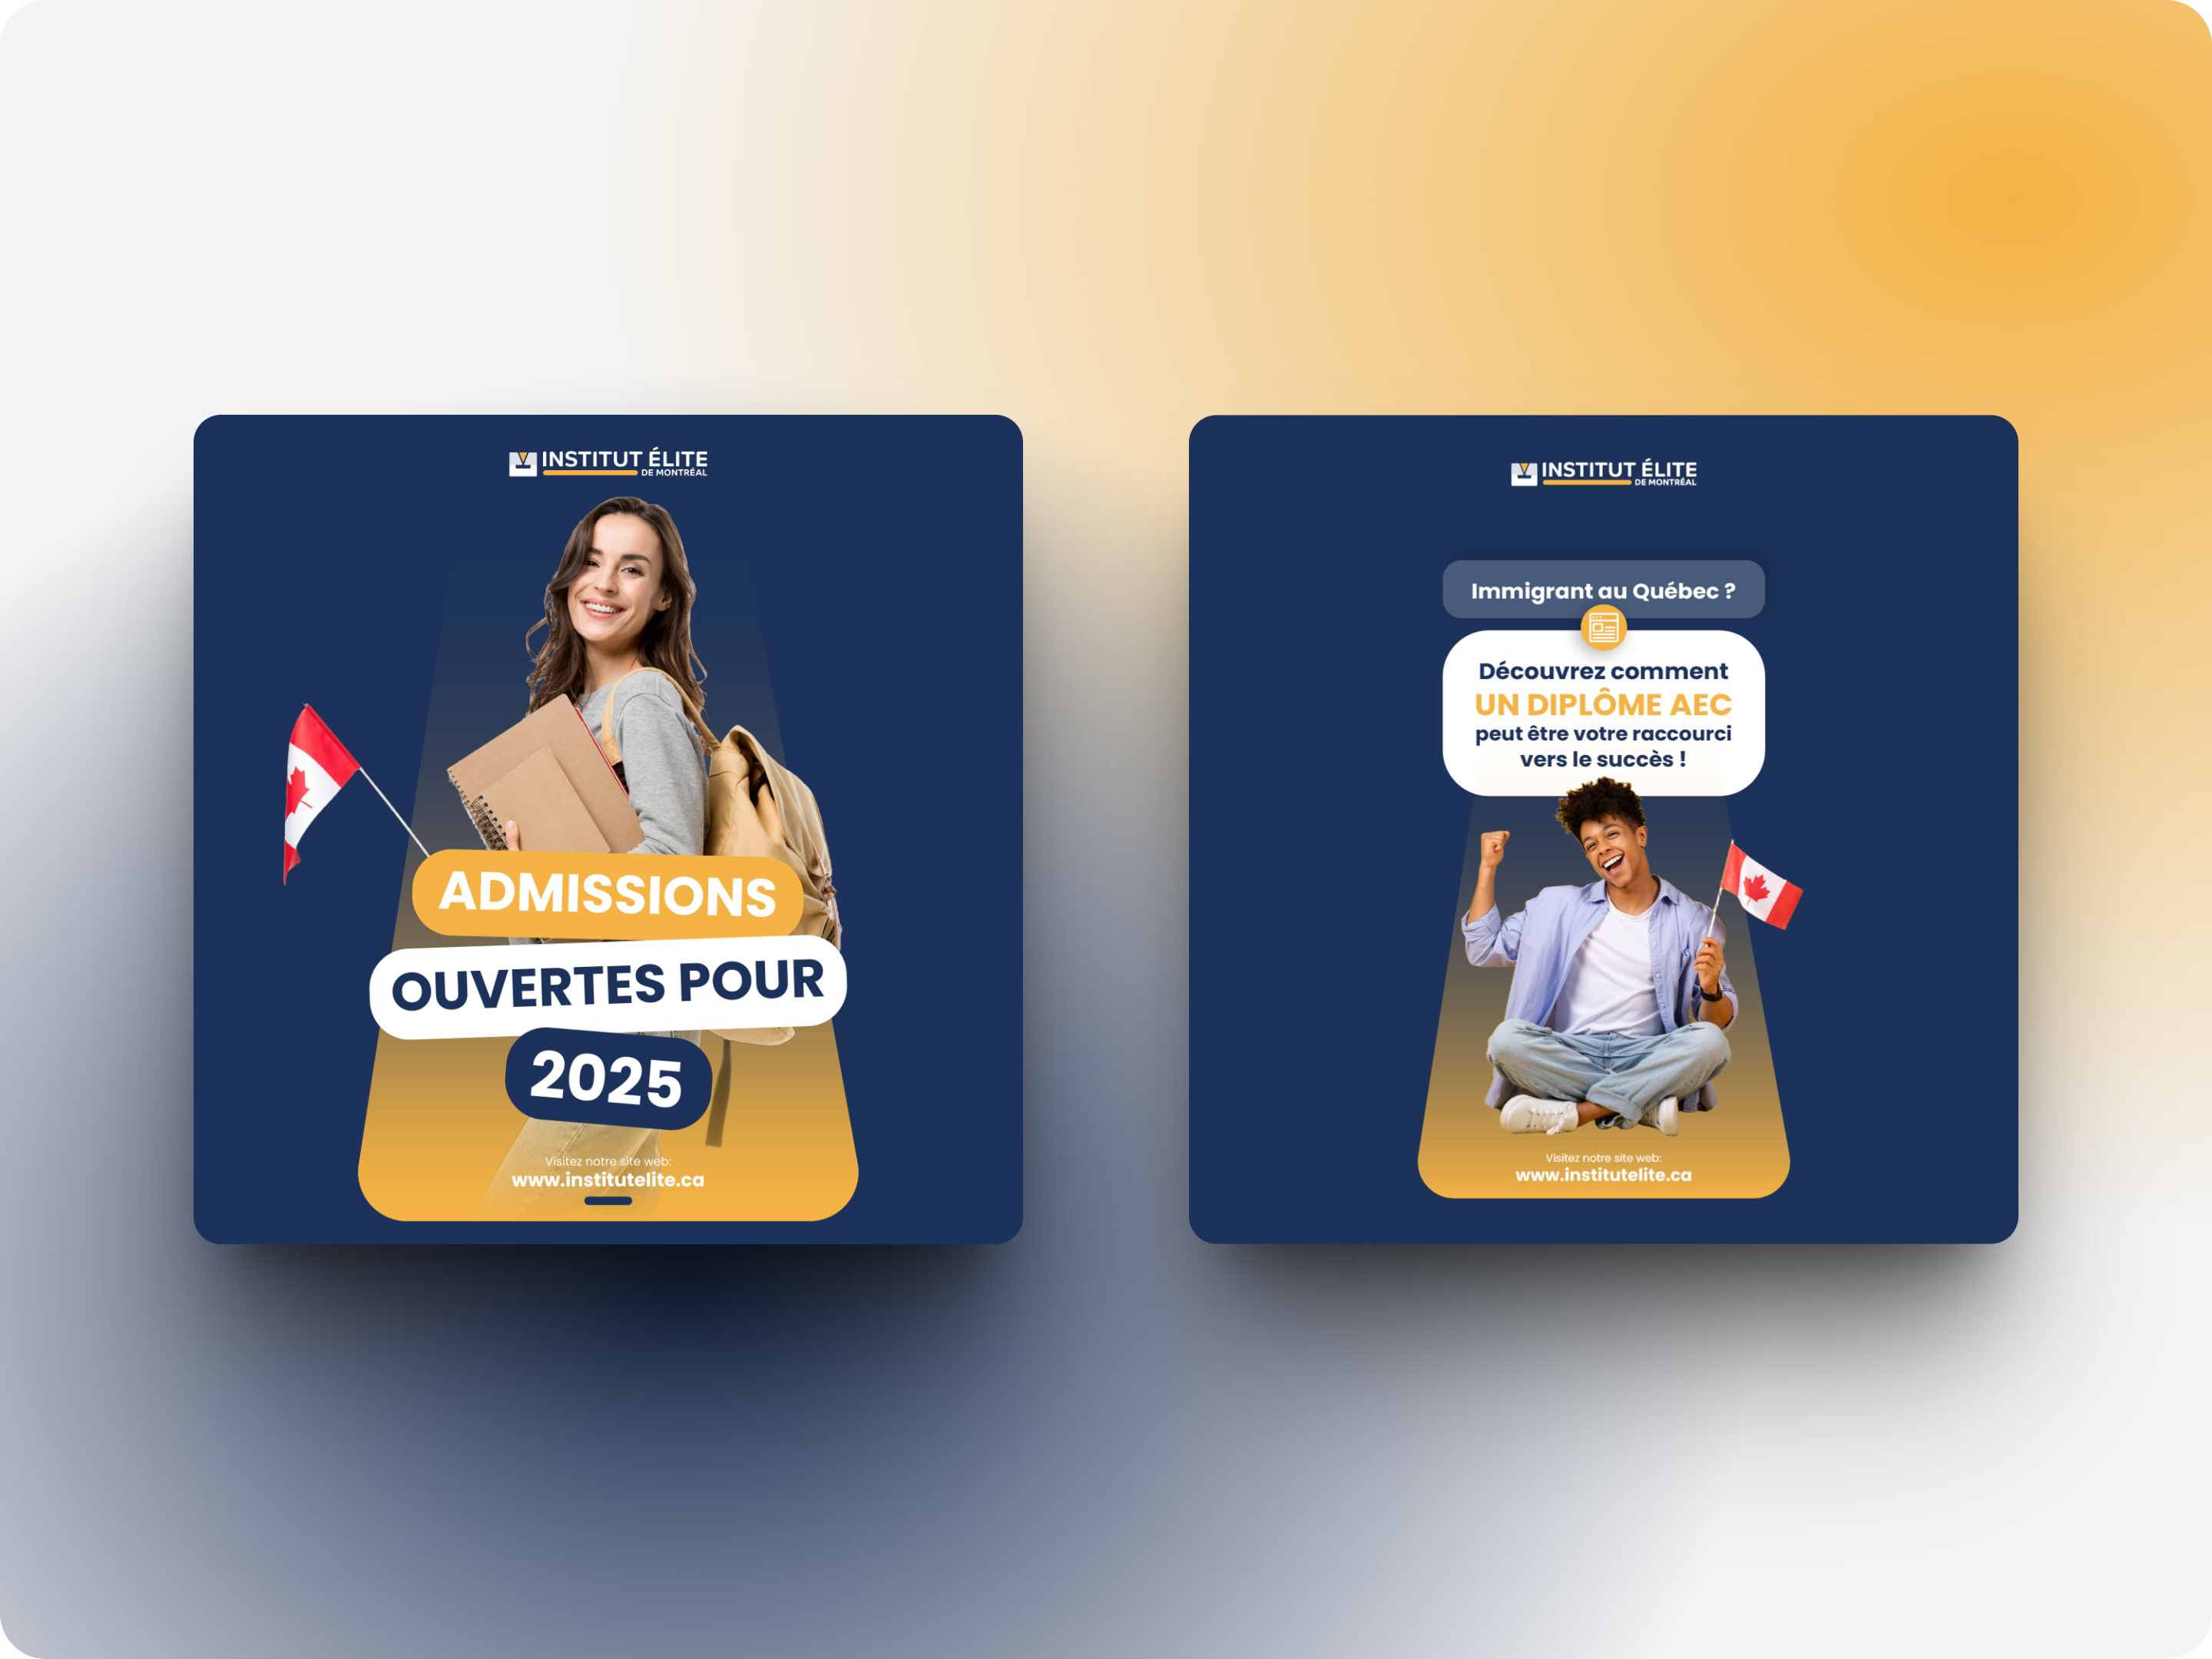 INSTITUT ÉLITE
DE MONTRÉAL
ADMISSIONS
OUVERTES POUR
2025
Visitez notre site web:
www.institutelite.ca
INSTITUT ÉLITE
DE MONTRÉAL
Immigrant au Québec ?
Découvrez comment
UN DIPLÔME AEC
peut être votre raccourci
vers le succès !
Visitez notre site web:
www.institutelite.ca